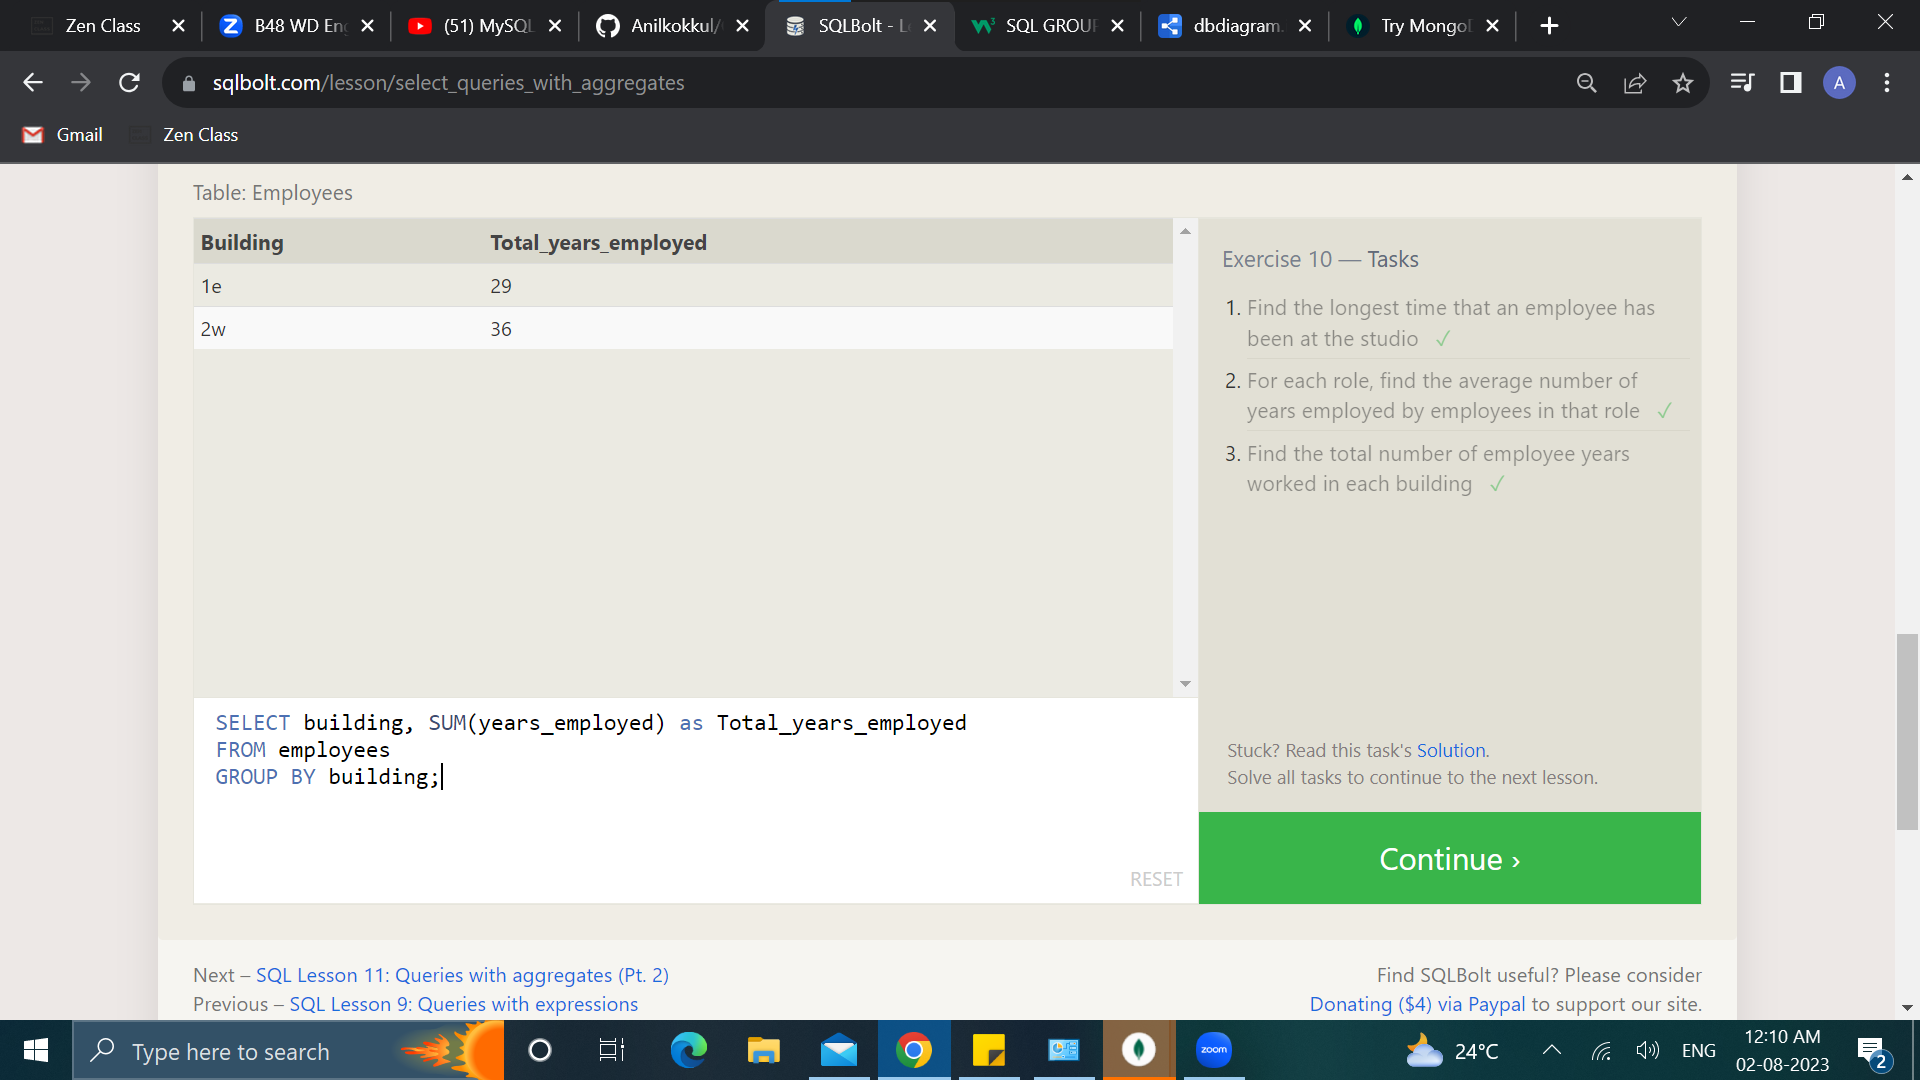 Zen Class
B48 WD Eng
(51) MySQL
Anilkokkul/
SQLBolt - L
SQL GROUP
dbdiagram.
Try MongoD
sqlbolt.com/lesson/select_queries_with_aggregates
A
Gmail
Zen Class
Table: Employees
Building Total_years_employed
1e 29
2w 36
Exercise 10 — Tasks
1. Find the longest time that an employee has
been at the studio ✓
2. For each role, find the average number of
years employed by employees in that role ✓
3. Find the total number of employee years
worked in each building ✓
SELECT building, SUM(years_employed) as Total_years_employed
FROM employees
GROUP BY building;
RESET
Stuck? Read this task's Solution.
Solve all tasks to continue to the next lesson.
Continue ›
Next – SQL Lesson 11: Queries with aggregates (Pt. 2)
Previous – SQL Lesson 9: Queries with expressions
Find SQLBolt useful? Please consider
Donating ($4) via Paypal to support our site.
Type here to search
zoom
24°C
ENG
12:10 AM
02-08-2023
2